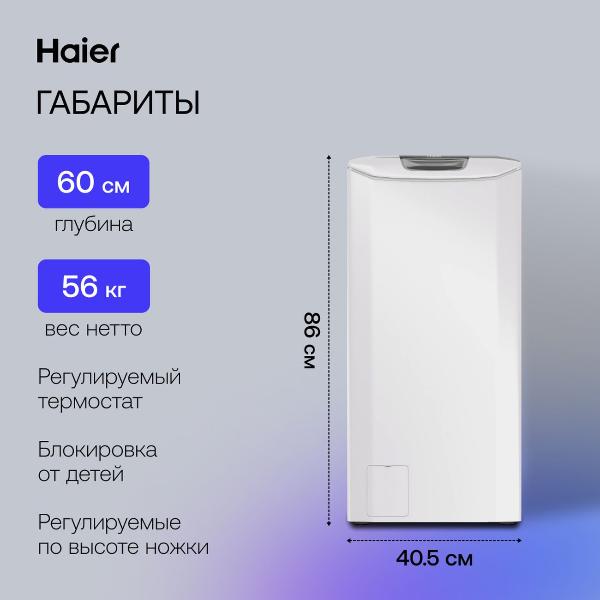 Haier
ГАБАРИТЫ
60 см
глубина
56 кг
вес нетто
Регулируемый
термостат
Блокировка
от детей
Регулируемые
по высоте ножки
86 см
40.5 см